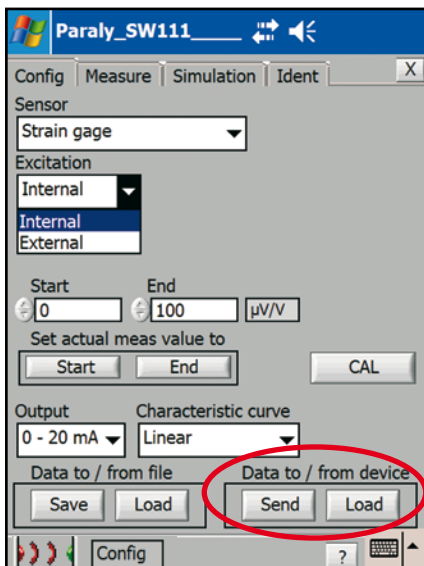 Paraly_SW111____
Config Measure Simulation Ident X
Sensor
Strain gage
Excitation
Internal
Internal
External
Start End
0 100 µV/V
Set actual meas value to
Start End CAL
Output Characteristic curve
0 - 20 mA Linear
Data to / from file Data to / from device
Save Load Send Load
Config ?